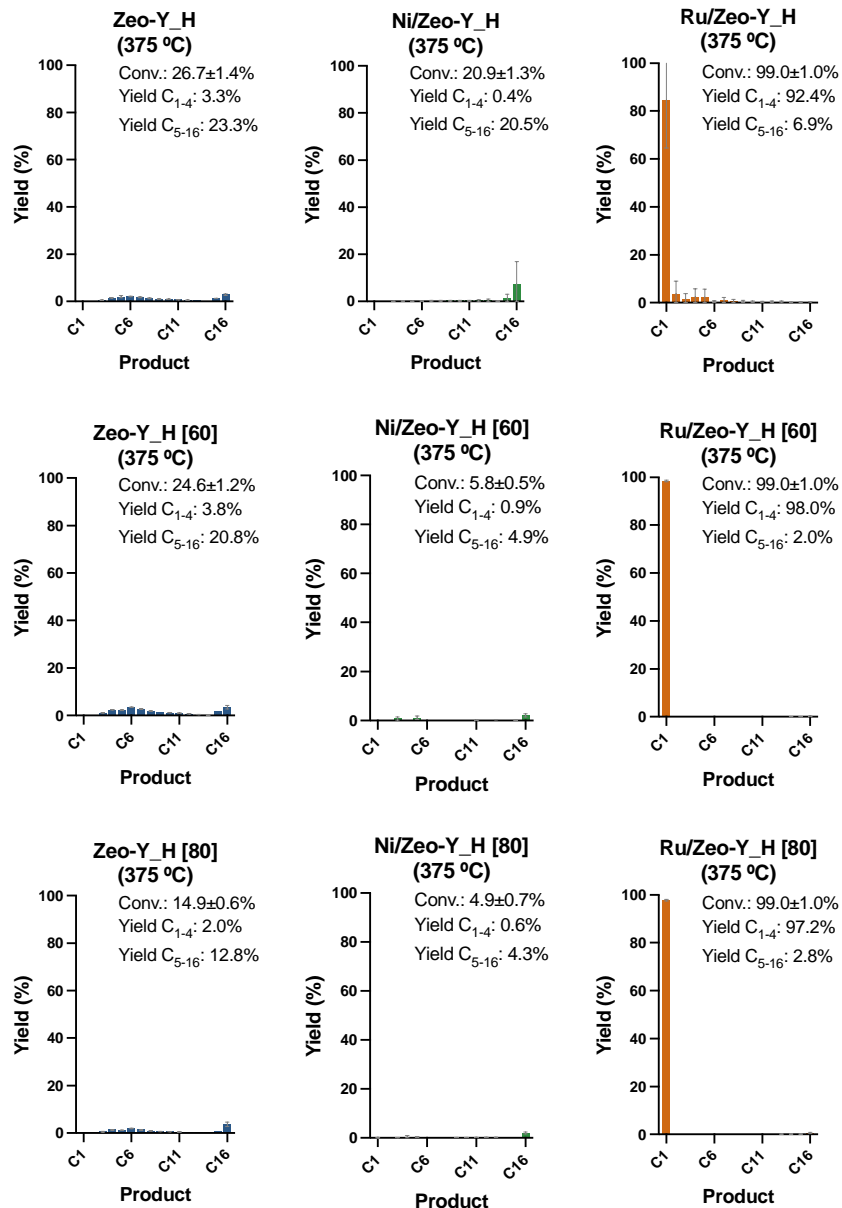 Zeo-Y_H
(375 ºC)
Conv.: 26.7±1.4%
Yield C1-4: 3.3%
Yield C5-16: 23.3%
Yield (%)
100
80
60
40
20
0
C1
C6
C11
C16
Product
Ni/Zeo-Y_H
(375 ºC)
Conv.: 20.9±1.3%
Yield C1-4: 0.4%
Yield C5-16: 20.5%
Yield (%)
100
80
60
40
20
0
C1
C6
C11
C16
Product
Ru/Zeo-Y_H
(375 ºC)
Conv.: 99.0±1.0%
Yield C1-4: 92.4%
Yield C5-16: 6.9%
Yield (%)
100
80
60
40
20
0
C1
C6
C11
C16
Product
Zeo-Y_H [60]
(375 ºC)
Conv.: 24.6±1.2%
Yield C1-4: 3.8%
Yield C5-16: 20.8%
Yield (%)
100
80
60
40
20
0
C1
C6
C11
C16
Product
Ni/Zeo-Y_H [60]
(375 ºC)
Conv.: 5.8±0.5%
Yield C1-4: 0.9%
Yield C5-16: 4.9%
Yield (%)
100
80
60
40
20
0
C1
C6
C11
C16
Product
Ru/Zeo-Y_H [60]
(375 ºC)
Conv.: 99.0±1.0%
Yield C1-4: 98.0%
Yield C5-16: 2.0%
Yield (%)
100
80
60
40
20
0
C1
C6
C11
C16
Product
Zeo-Y_H [80]
(375 ºC)
Conv.: 14.9±0.6%
Yield C1-4: 2.0%
Yield C5-16: 12.8%
Yield (%)
100
80
60
40
20
0
C1
C6
C11
C16
Product
Ni/Zeo-Y_H [80]
(375 ºC)
Conv.: 4.9±0.7%
Yield C1-4: 0.6%
Yield C5-16: 4.3%
Yield (%)
100
80
60
40
20
0
C1
C6
C11
C16
Product
Ru/Zeo-Y_H [80]
(375 ºC)
Conv.: 99.0±1.0%
Yield C1-4: 97.2%
Yield C5-16: 2.8%
Yield (%)
100
80
60
40
20
0
C1
C6
C11
C16
Product